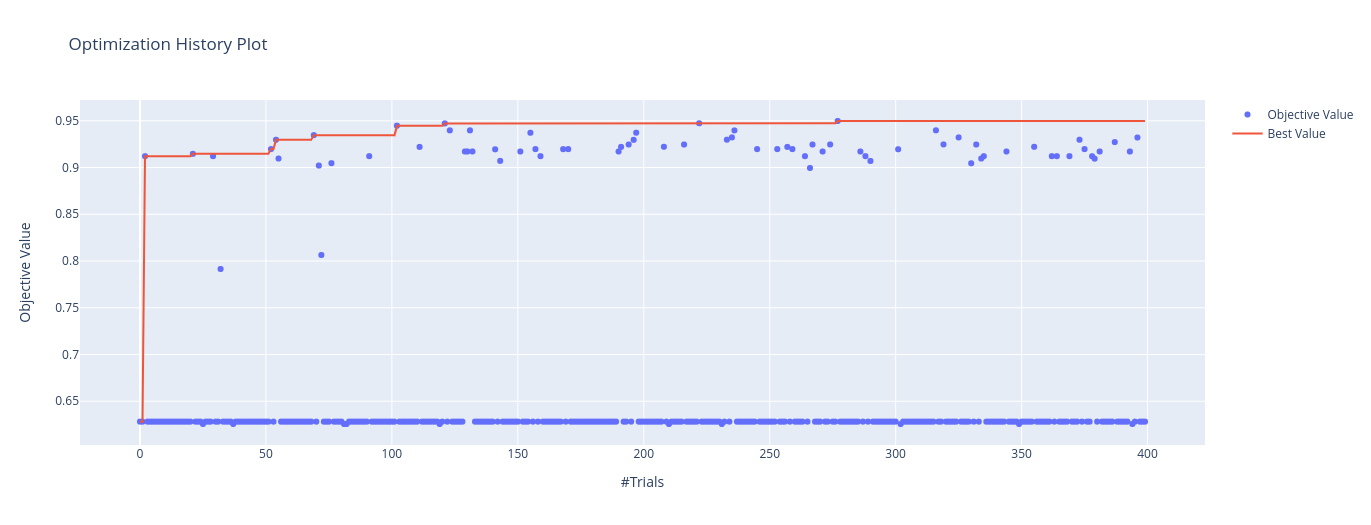 Optimization History Plot
Objective Value
Best Value
0.95
0.9
0.85
0.8
0.75
0.7
0.65
Objective Value
0 50 100 150 200 250 300 350 400
#Trials